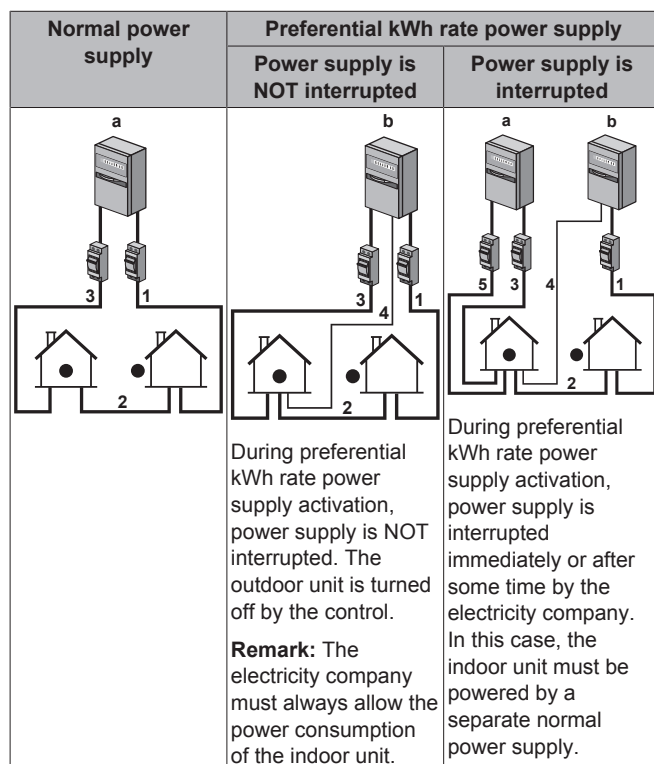 Normal power
supply
Preferential kWh rate power supply
Power supply is
NOT interrupted
Power supply is
interrupted
a
3
1
2
b
3
4
1
2
During preferential
kWh rate power
supply activation,
power supply is NOT
interrupted. The
outdoor unit is turned
off by the control.
Remark: The
electricity company
must always allow the
power consumption
of the indoor unit.
a
b
5
3
4
1
2
During preferential
kWh rate power
supply activation,
power supply is
interrupted
immediately or after
some time by the
electricity company.
In this case, the
indoor unit must be
powered by a
separate normal
power supply.